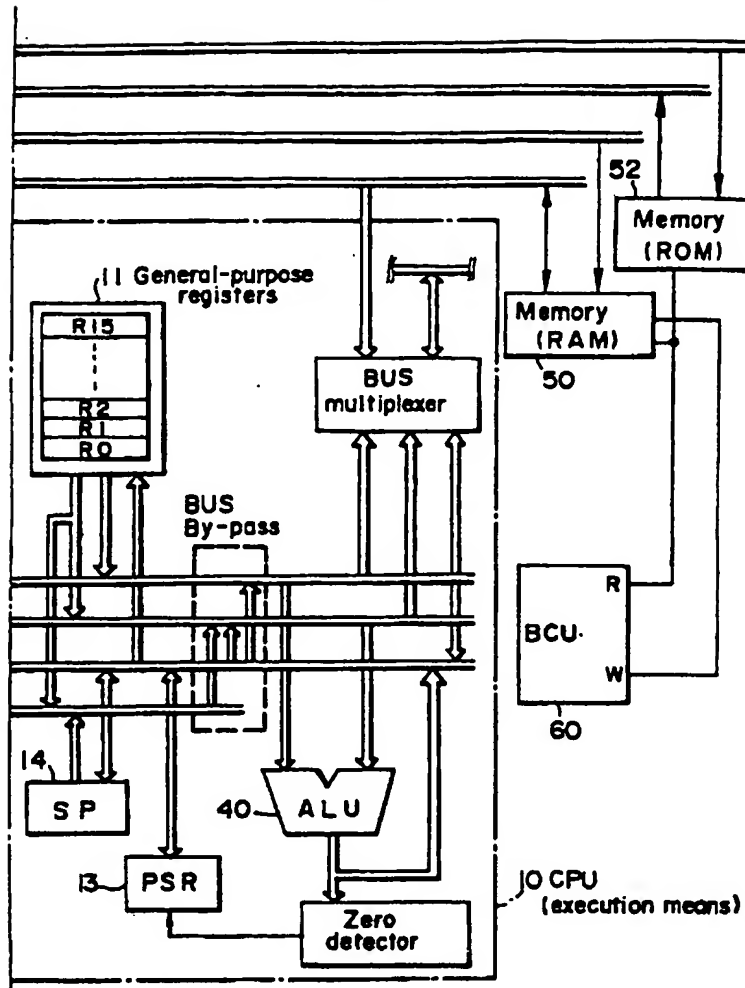 52
Memory
(ROM)
11 General-purpose
registers
R15
R2
R1
R0
Memory
(RAM)
50
BUS
multiplexer
BUS
By-pass
R
BCU.
W
60
14
SP
40
ALU
13
PSR
10 CPU
(execution means)
Zero
detector